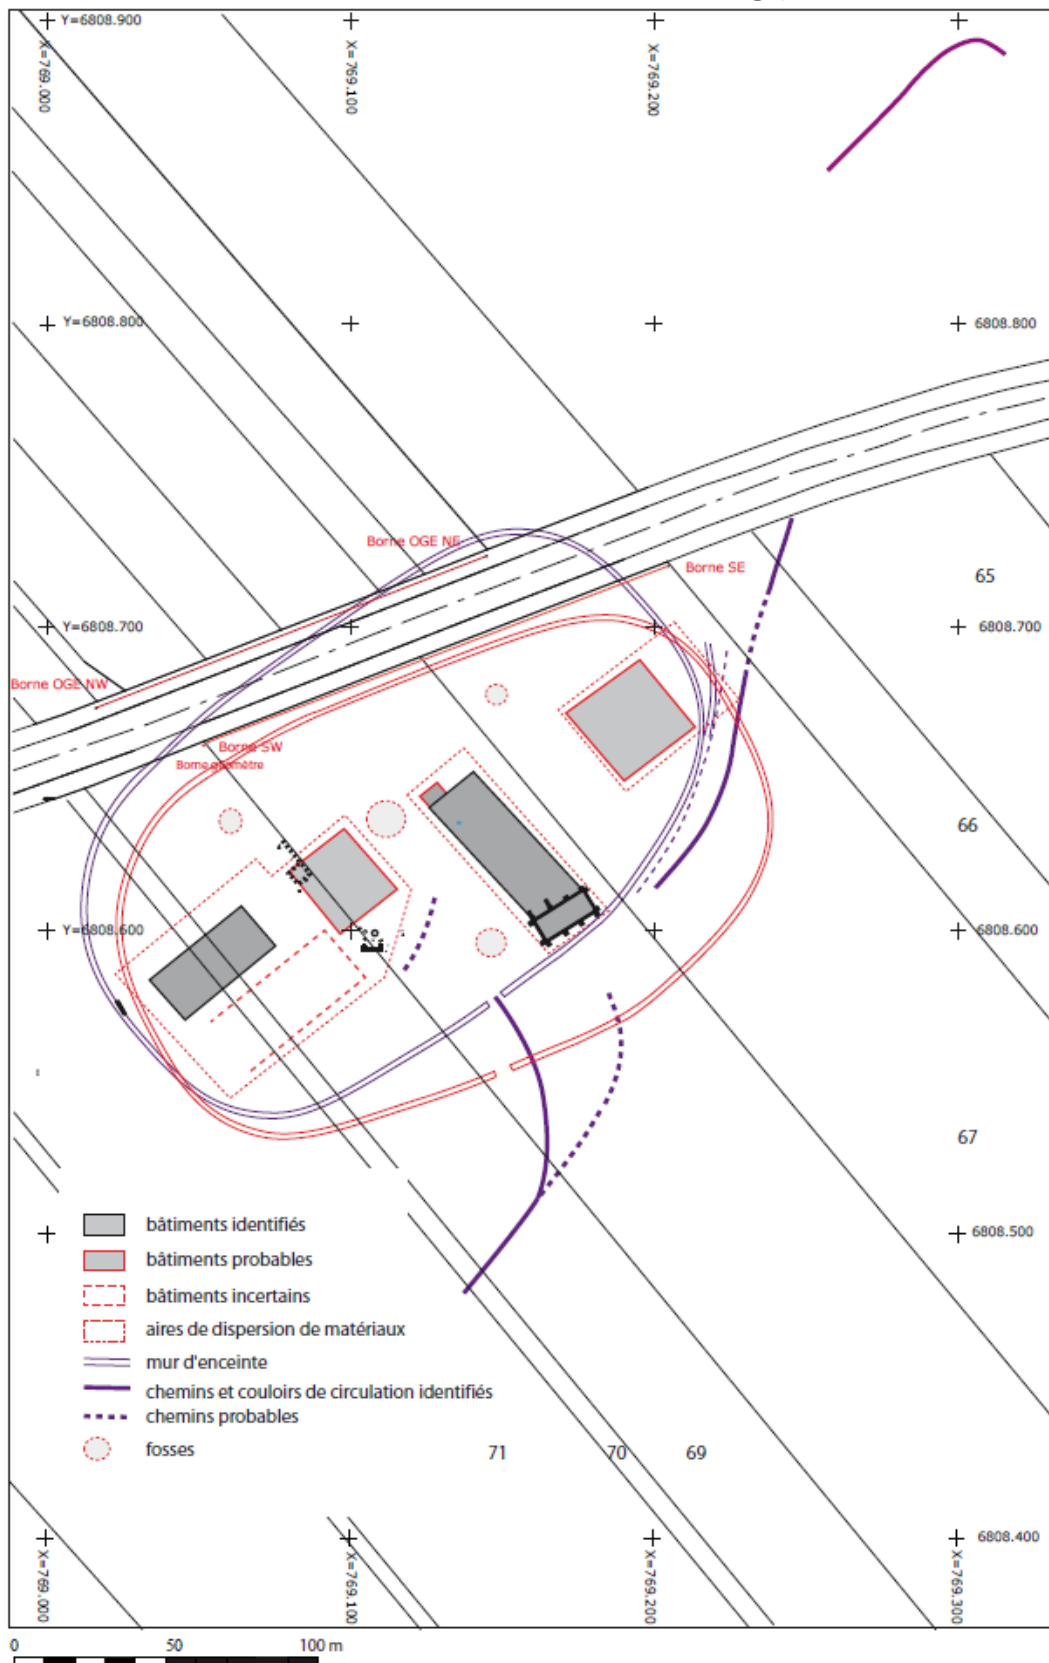 Y=6808.900
X=769.000
X=769.100
X=769.200
Y=6808.800
6808.800
Borne OGE NE
Borne SE
65
Y=6808.700
6808.700
Borne OGE NW
Borne SW
Borne géomètre
66
Y=6808.600
6808.600
67
6808.500
bâtiments identifiés
bâtiments probables
bâtiments incertains
aires de dispersion de matériaux
mur d'enceinte
chemins et couloirs de circulation identifiés
chemins probables
fosses
71
70
69
6808.400
X=769.000
X=769.100
X=769.200
X=769.300
0
50
100 m